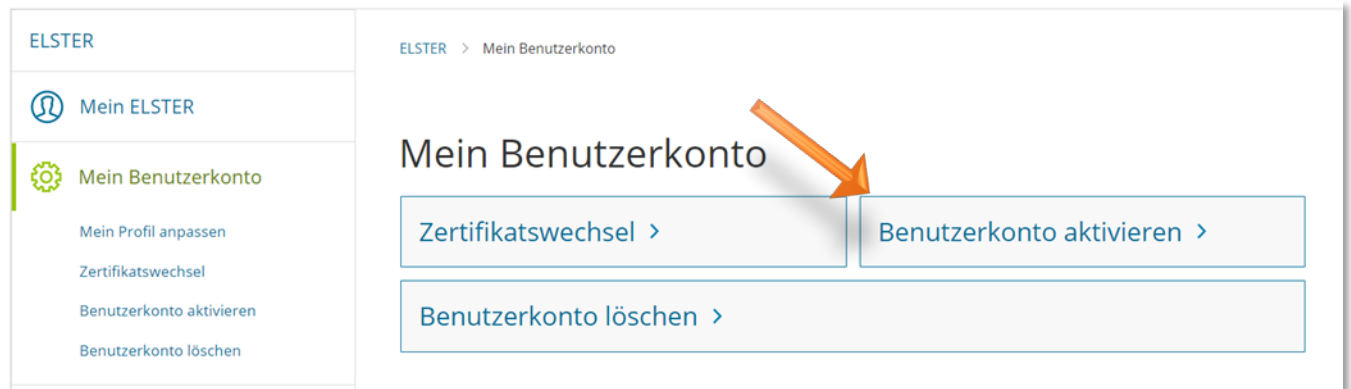 ELSTER
Mein ELSTER
Mein Benutzerkonto
Mein Profil anpassen
Zertifikatswechsel
Benutzerkonto aktivieren
Benutzerkonto löschen
ELSTER > Mein Benutzerkonto
Mein Benutzerkonto
Zertifikatswechsel >
Benutzerkonto aktivieren >
Benutzerkonto löschen >